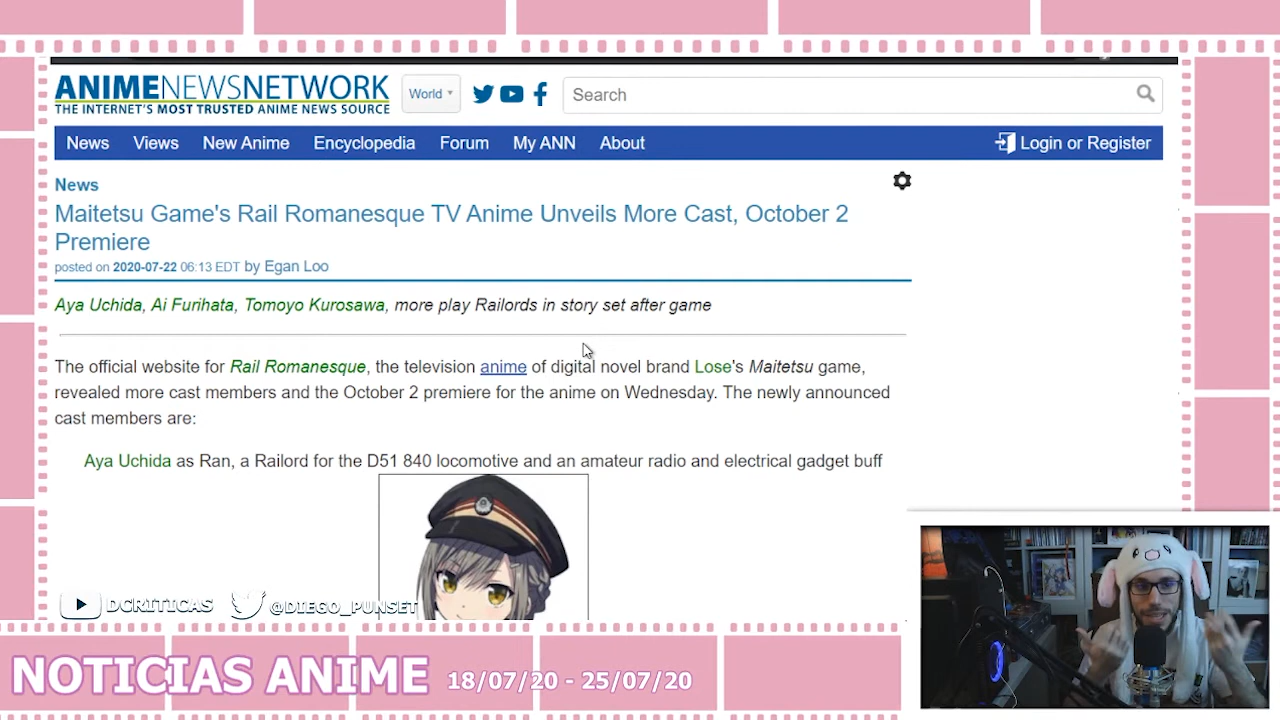 ANIMENEWSNETWORK
THE INTERNET'S MOST TRUSTED ANIME NEWS SOURCE
World
Search
News Views New Anime Encyclopedia Forum My ANN About Login or Register
News
Maitetsu Game's Rail Romanesque TV Anime Unveils More Cast, October 2
Premiere
posted on 2020-07-22 06:13 EDT by Egan Loo
Aya Uchida, Ai Furihata, Tomoyo Kurosawa, more play Railords in story set after game
The official website for Rail Romanesque, the television anime of digital novel brand Lose's Maitetsu game,
revealed more cast members and the October 2 premiere for the anime on Wednesday. The newly announced
cast members are:
Aya Uchida as Ran, a Railord for the D51 840 locomotive and an amateur radio and electrical gadget buff
DCRITICAS @DIEGO_PUNSET
NOTICIAS ANIME 18/07/20 - 25/07/20